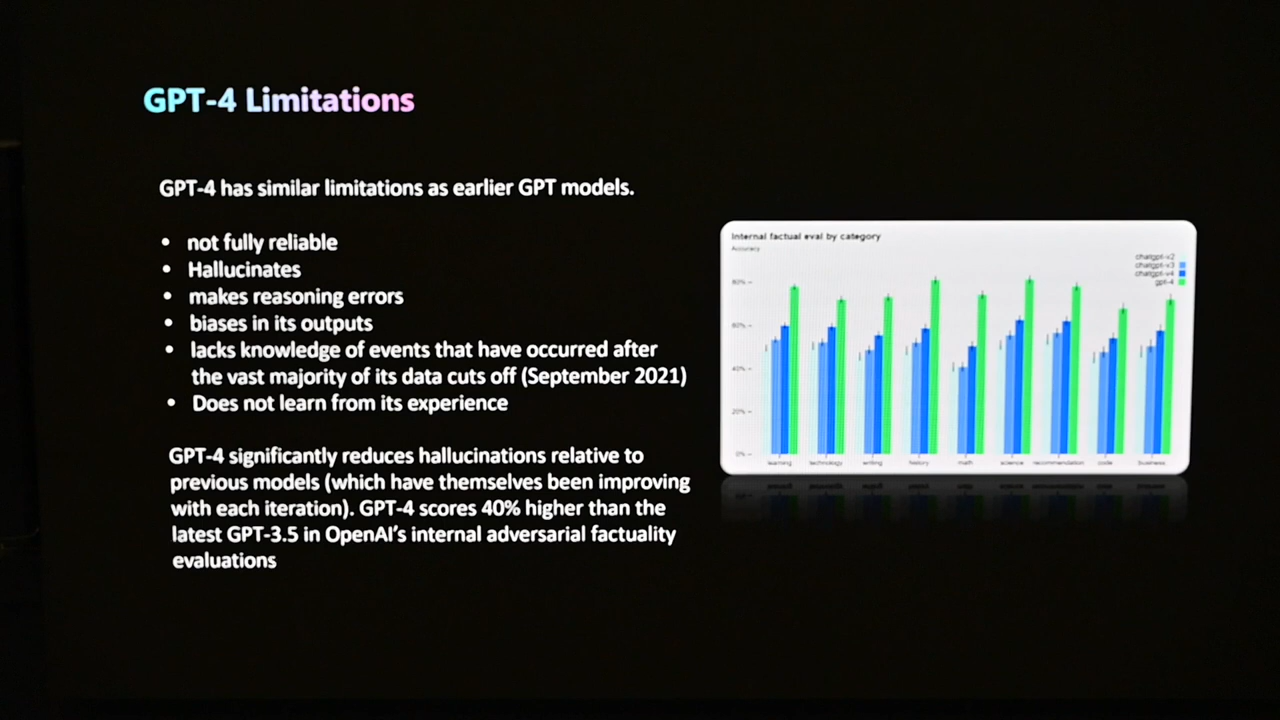 GPT-4 Limitations
GPT-4 has similar limitations as earlier GPT models.
• not fully reliable
• Hallucinates
• makes reasoning errors
• biases in its outputs
• lacks knowledge of events that have occurred after
the vast majority of its data cuts off (September 2021)
• Does not learn from its experience
GPT-4 significantly reduces hallucinations relative to
previous models (which have themselves been improving
with each iteration). GPT-4 scores 40% higher than the
latest GPT-3.5 in OpenAI’s internal adversarial factuality
evaluations
Internal factual eval by category
Accuracy
chatgpt-v2
chatgpt-v3
chatgpt-v4
gpt-4
80%
60%
40%
20%
0%
learning technology writing history math science recommendation code business